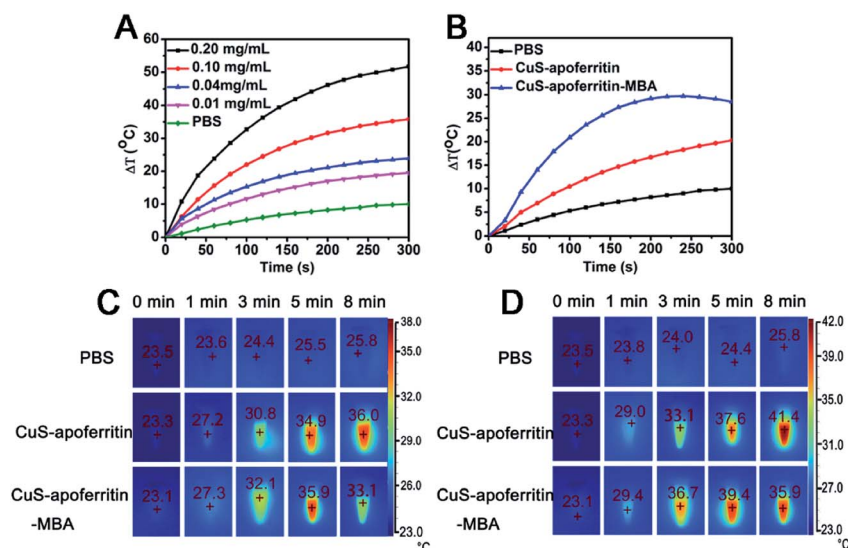 A
60
50
40
30
20
10
0
ΔT (°C)
0.20 mg/mL
0.10 mg/mL
0.04mg/mL
0.01 mg/mL
PBS
0 50 100 150 200 250 300
Time (s)
B
40
35
30
25
20
15
10
5
0
ΔT(°C)
PBS
CuS-apoferritin
CuS-apoferritin-MBA
0 50 100 150 200 250 300
Time (s)
C
0 min 1 min 3 min 5 min 8 min
PBS
23.5 23.6 24.4 25.5 25.8
CuS-apoferritin
23.3 27.2 30.8 34.9 36.0
CuS-apoferritin
-MBA
23.1 27.3 32.1 35.9 33.1
38.0
35.0
32.0
29.0
26.0
23.0
°C
D
0 min 1 min 3 min 5 min 8 min
PBS
23.5 23.8 24.0 24.4 25.8
CuS-apoferritin
23.3 29.0 33.1 37.6 41.4
CuS-apoferritin
-MBA
23.1 29.4 36.7 39.4 35.9
42.0
39.0
36.0
33.0
29.0
25.0
23.0
°C